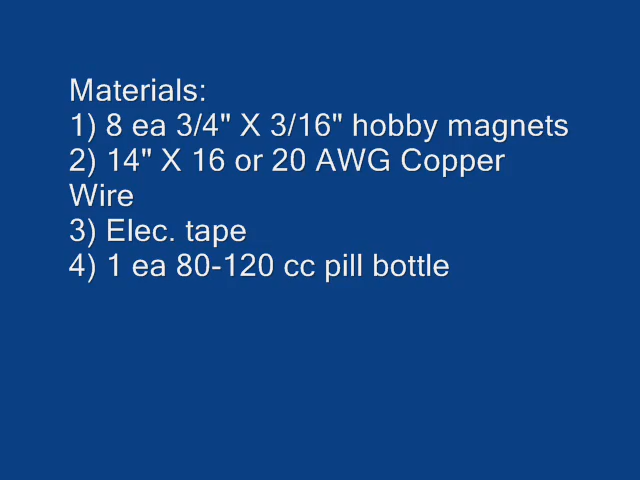 Materials:
1) 8 ea 3/4" X 3/16" hobby magnets
2) 14" X 16 or 20 AWG Copper
Wire
3) Elec. tape
4) 1 ea 80-120 cc pill bottle